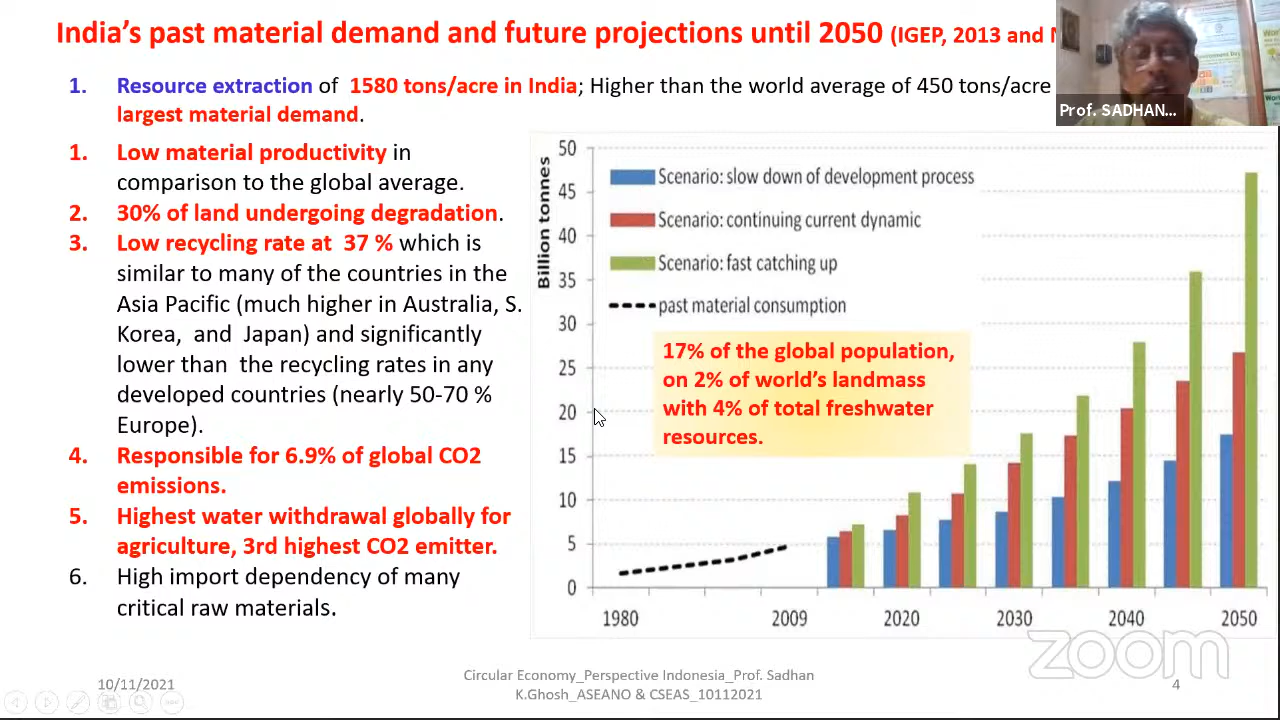 India's past material demand and future projections until 2050 (IGEP, 2013 and
1. Resource extraction of 1580 tons/acre in India; Higher than the world average of 450 tons/acre
largest material demand.
Prof. SADHAN...
1. Low material productivity in
comparison to the global average.
2. 30% of land undergoing degradation.
3. Low recycling rate at 37 % which is
similar to many of the countries in the
Asia Pacific (much higher in Australia, S.
Korea, and Japan) and significantly
lower than the recycling rates in any
developed countries (nearly 50-70 %
Europe).
4. Responsible for 6.9% of global CO2
emissions.
5. Highest water withdrawal globally for
agriculture, 3rd highest CO2 emitter.
6. High import dependency of many
critical raw materials.
Billion tonnes
50
45
40
35
30
25
20
15
10
5
0
Scenario: slow down of development process
Scenario: continuing current dynamic
Scenario: fast catching up
past material consumption
17% of the global population,
on 2% of world's landmass
with 4% of total freshwater
resources.
1980 2009 2020 2030 2040 2050
zoom
10/11/2021
Circular Economy_Perspective Indonesia_Prof. Sadhan
K.Ghosh_ASEANO & CSEAS_10112021
4